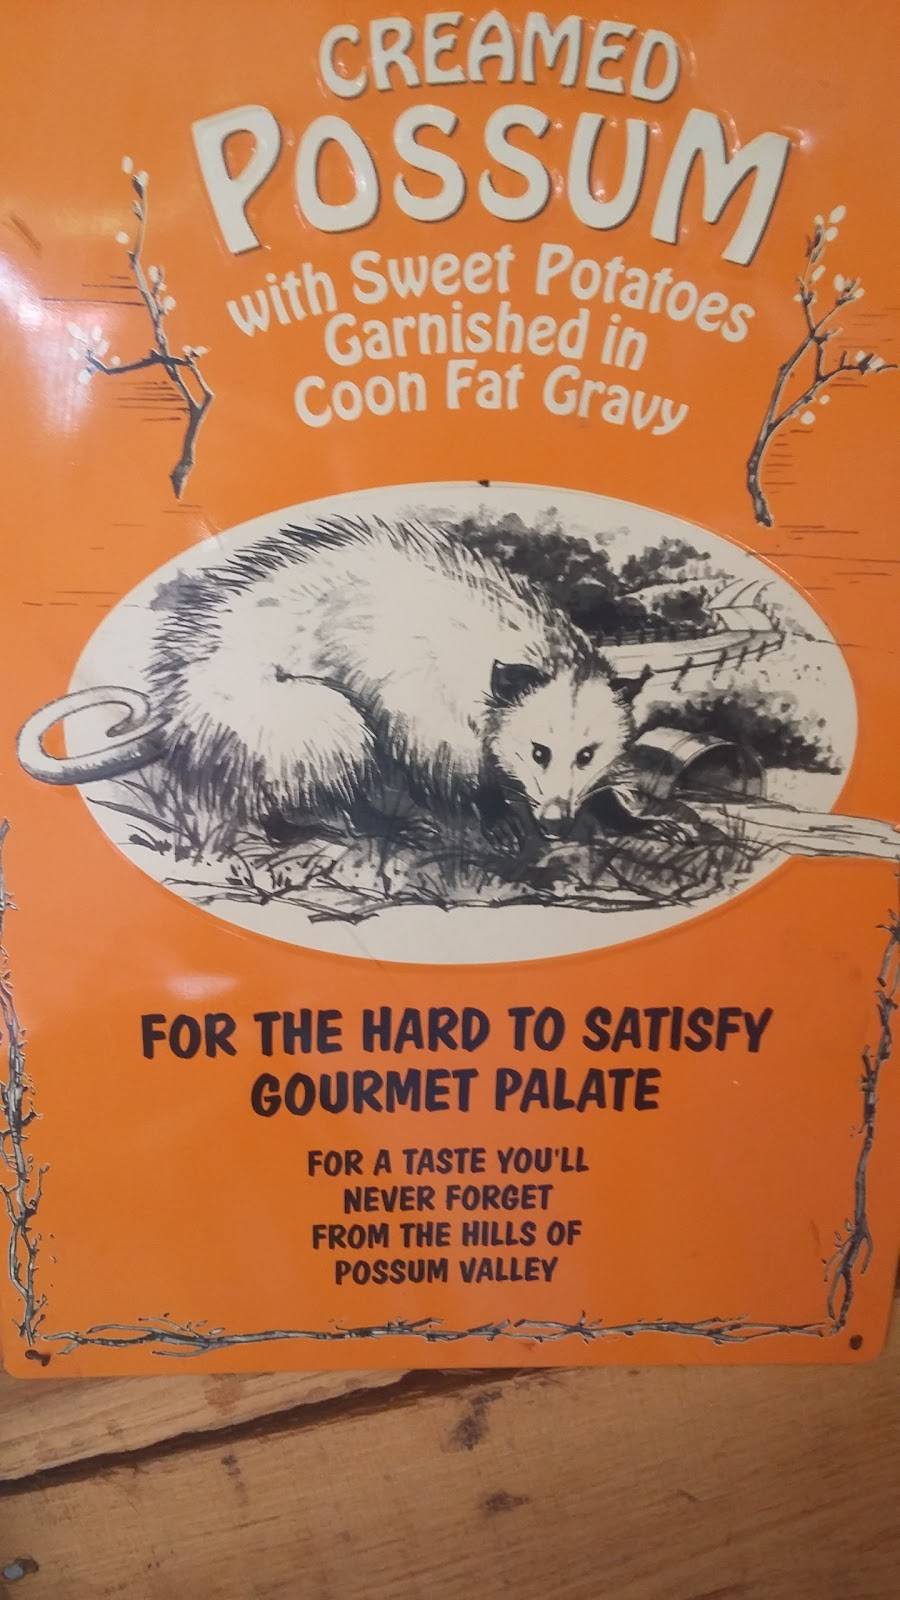 CREAMED
POSSUM
with Sweet Potatoes
Garnished in
Coon Fat Gravy
FOR THE HARD TO SATISFY
GOURMET PALATE
FOR A TASTE YOU'LL
NEVER FORGET
FROM THE HILLS OF
POSSUM VALLEY